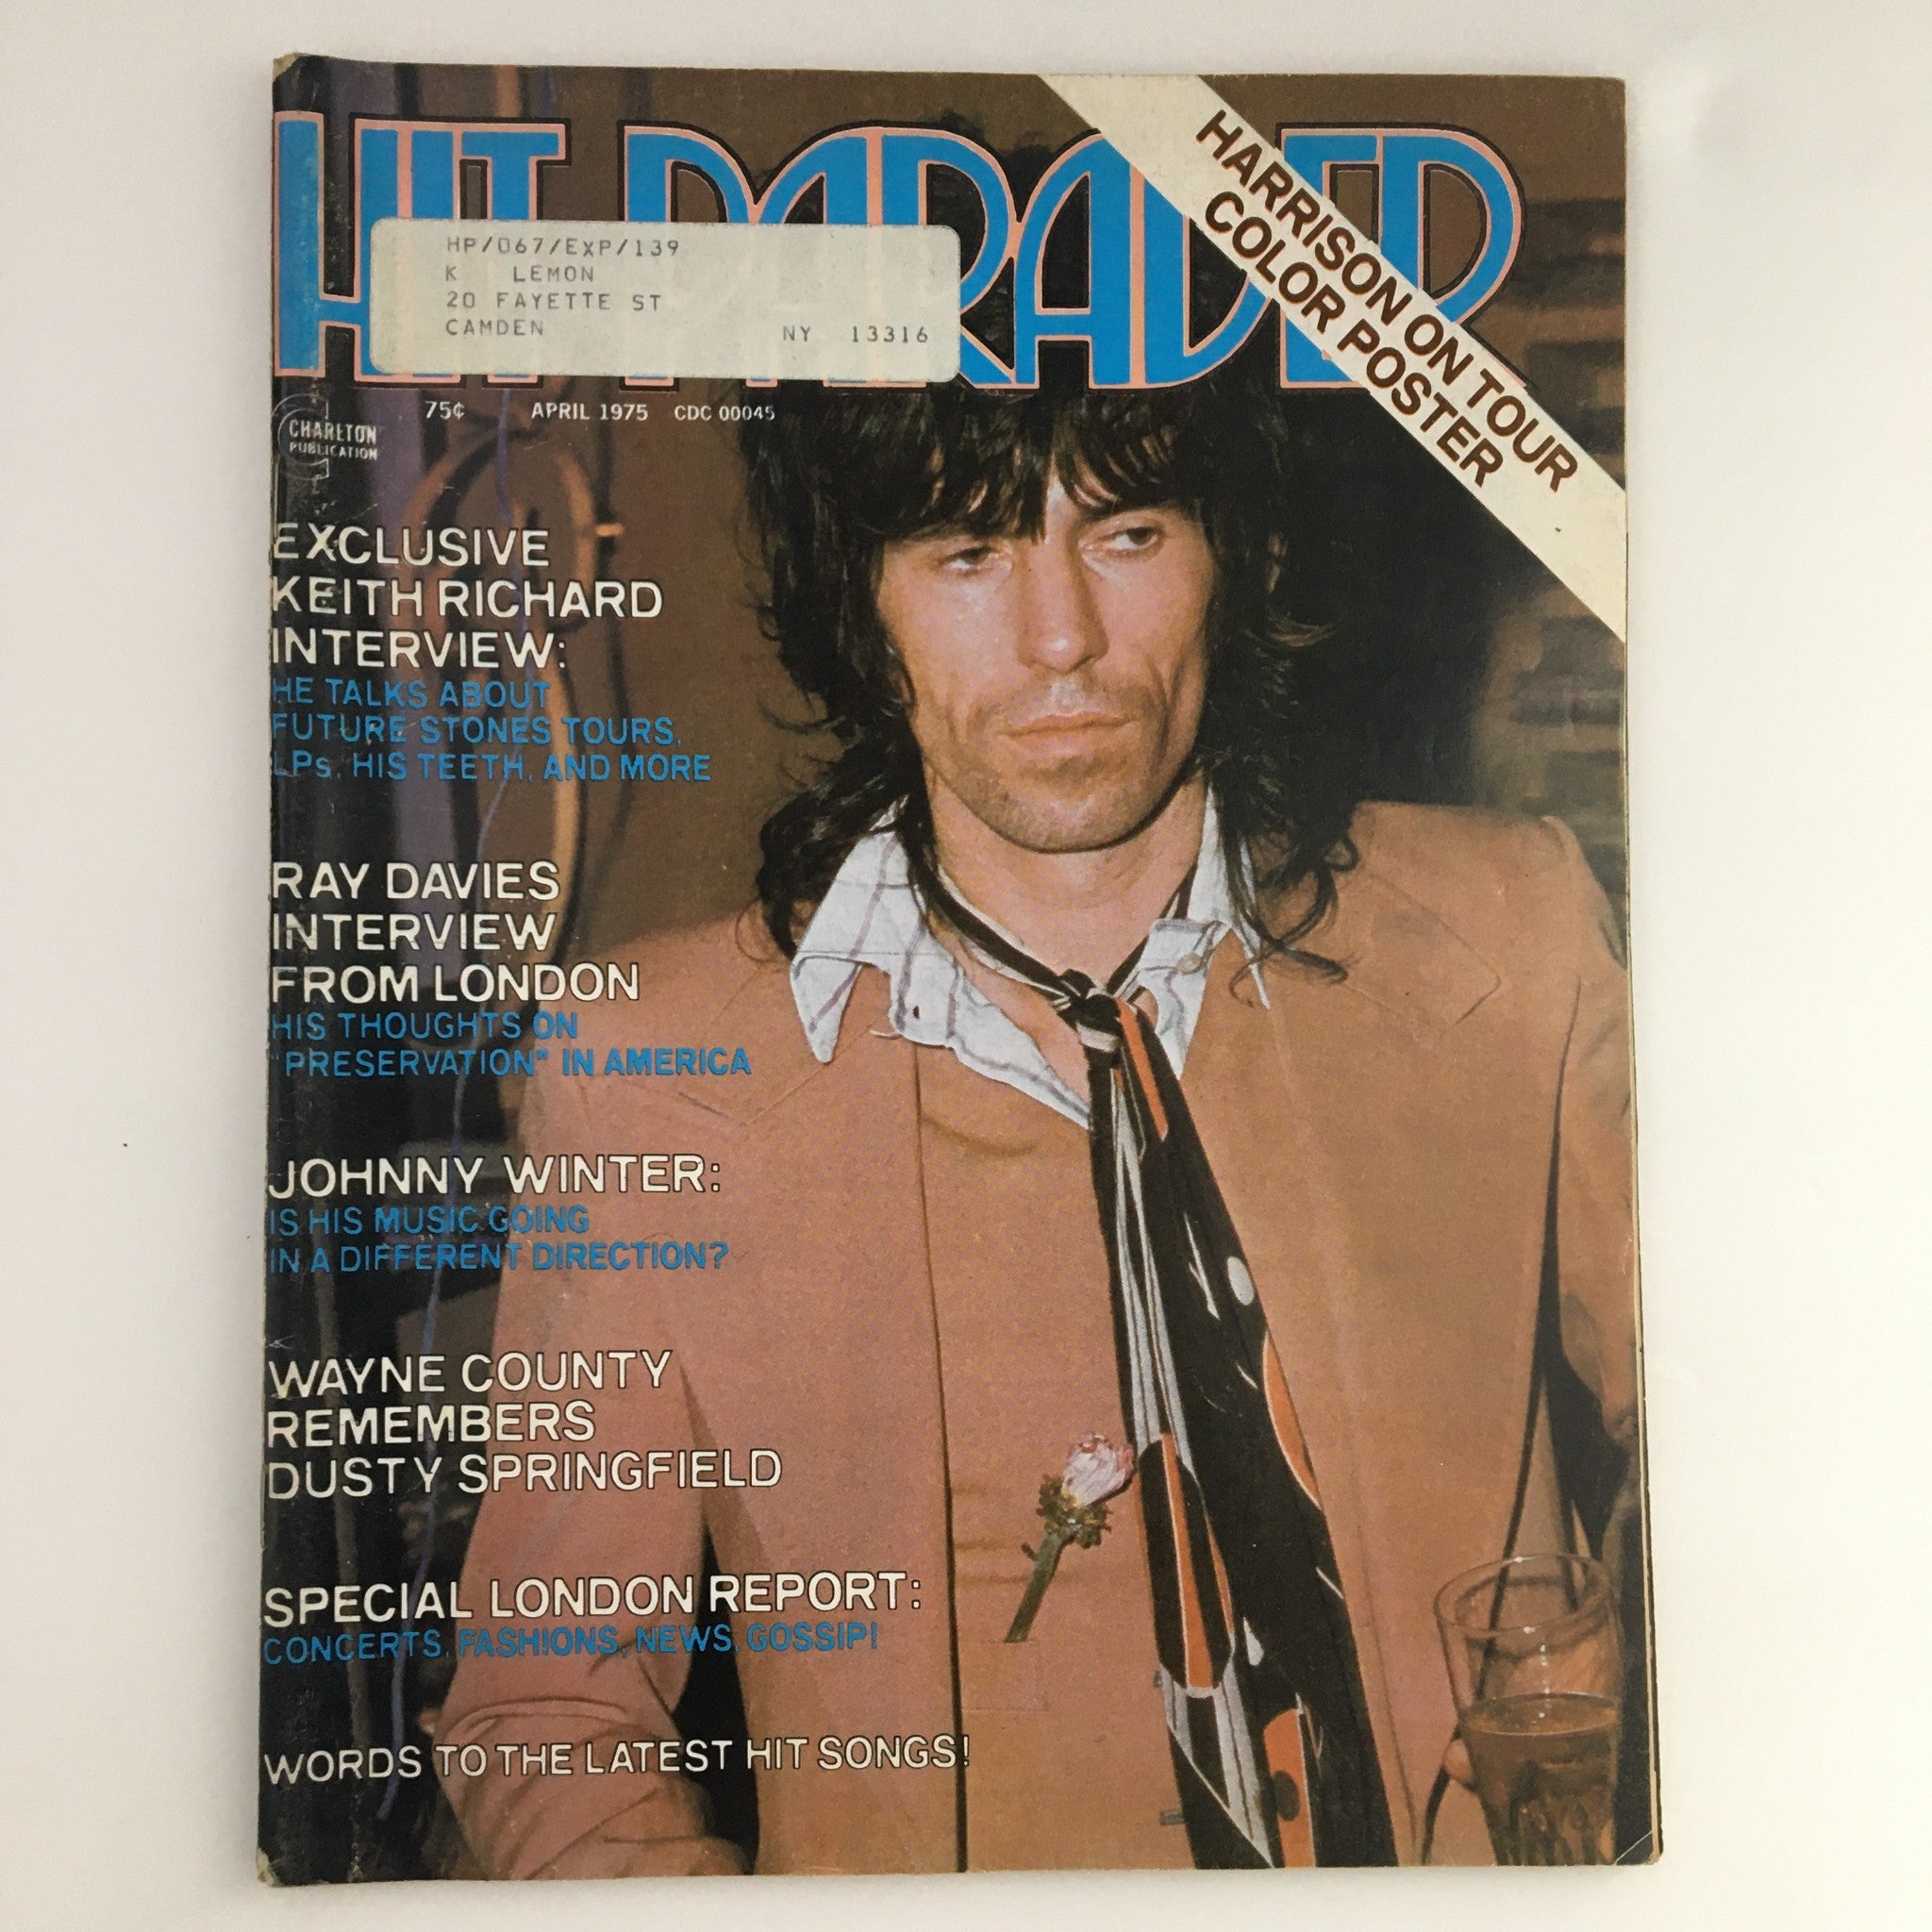 HIT PARADER
HARRISON ON TOUR
COLOR POSTER
HP/067/EXP/139
K LEMON
20 FAYETTE ST
CAMDEN NY 13316
75¢ APRIL 1975 CDC 00045
CHARLTON
PUBLICATION
EXCLUSIVE
KEITH RICHARD
INTERVIEW:
HE TALKS ABOUT
FUTURE STONES TOURS,
LPs, HIS TEETH, AND MORE
RAY DAVIES
INTERVIEW
FROM LONDON
HIS THOUGHTS ON
"PRESERVATION" IN AMERICA
JOHNNY WINTER:
IS HIS MUSIC GOING
IN A DIFFERENT DIRECTION?
WAYNE COUNTY
REMEMBERS
DUSTY SPRINGFIELD
SPECIAL LONDON REPORT:
CONCERTS, FASHIONS, NEWS, GOSSIP!
WORDS TO THE LATEST HIT SONGS!